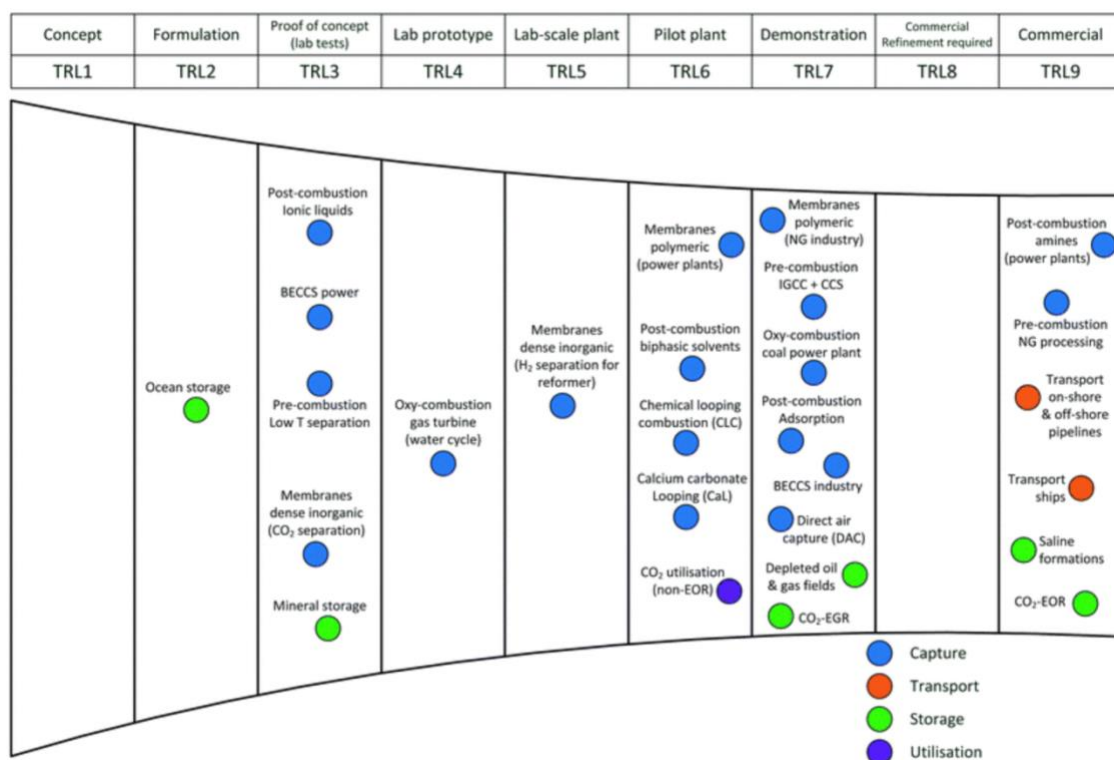 Concept
Formulation
Proof of concept
(lab tests)
Lab prototype
Lab-scale plant
Pilot plant
Demonstration
Commercial
Refinement required
Commercial
TRL1
TRL2
TRL3
TRL4
TRL5
TRL6
TRL7
TRL8
TRL9
Ocean storage
Post-combustion
Ionic liquids
BECCS power
Pre-combustion
Low T separation
Membranes
dense inorganic
(CO₂ separation)
Mineral storage
Oxy-combustion
gas turbine
(water cycle)
Membranes
dense inorganic
(H₂ separation for
reformer)
Membranes
polymeric
(power plants)
Post-combustion
biphasic solvents
Chemical looping
combustion (CLC)
Calcium carbonate
Looping (CaL)
CO₂ utilisation
(non-EOR)
Membranes
polymeric
(NG industry)
Pre-combustion
IGCC + CCS
Oxy-combustion
coal power plant
Post-combustion
Adsorption
BECCS industry
Direct air
capture (DAC)
Depleted oil
& gas fields
CO₂-EGR
Post-combustion
amines
(power plants)
Pre-combustion
NG processing
Transport
on-shore
& off-shore
pipelines
Transport
ships
Saline
formations
CO₂-EOR
Capture
Transport
Storage
Utilisation